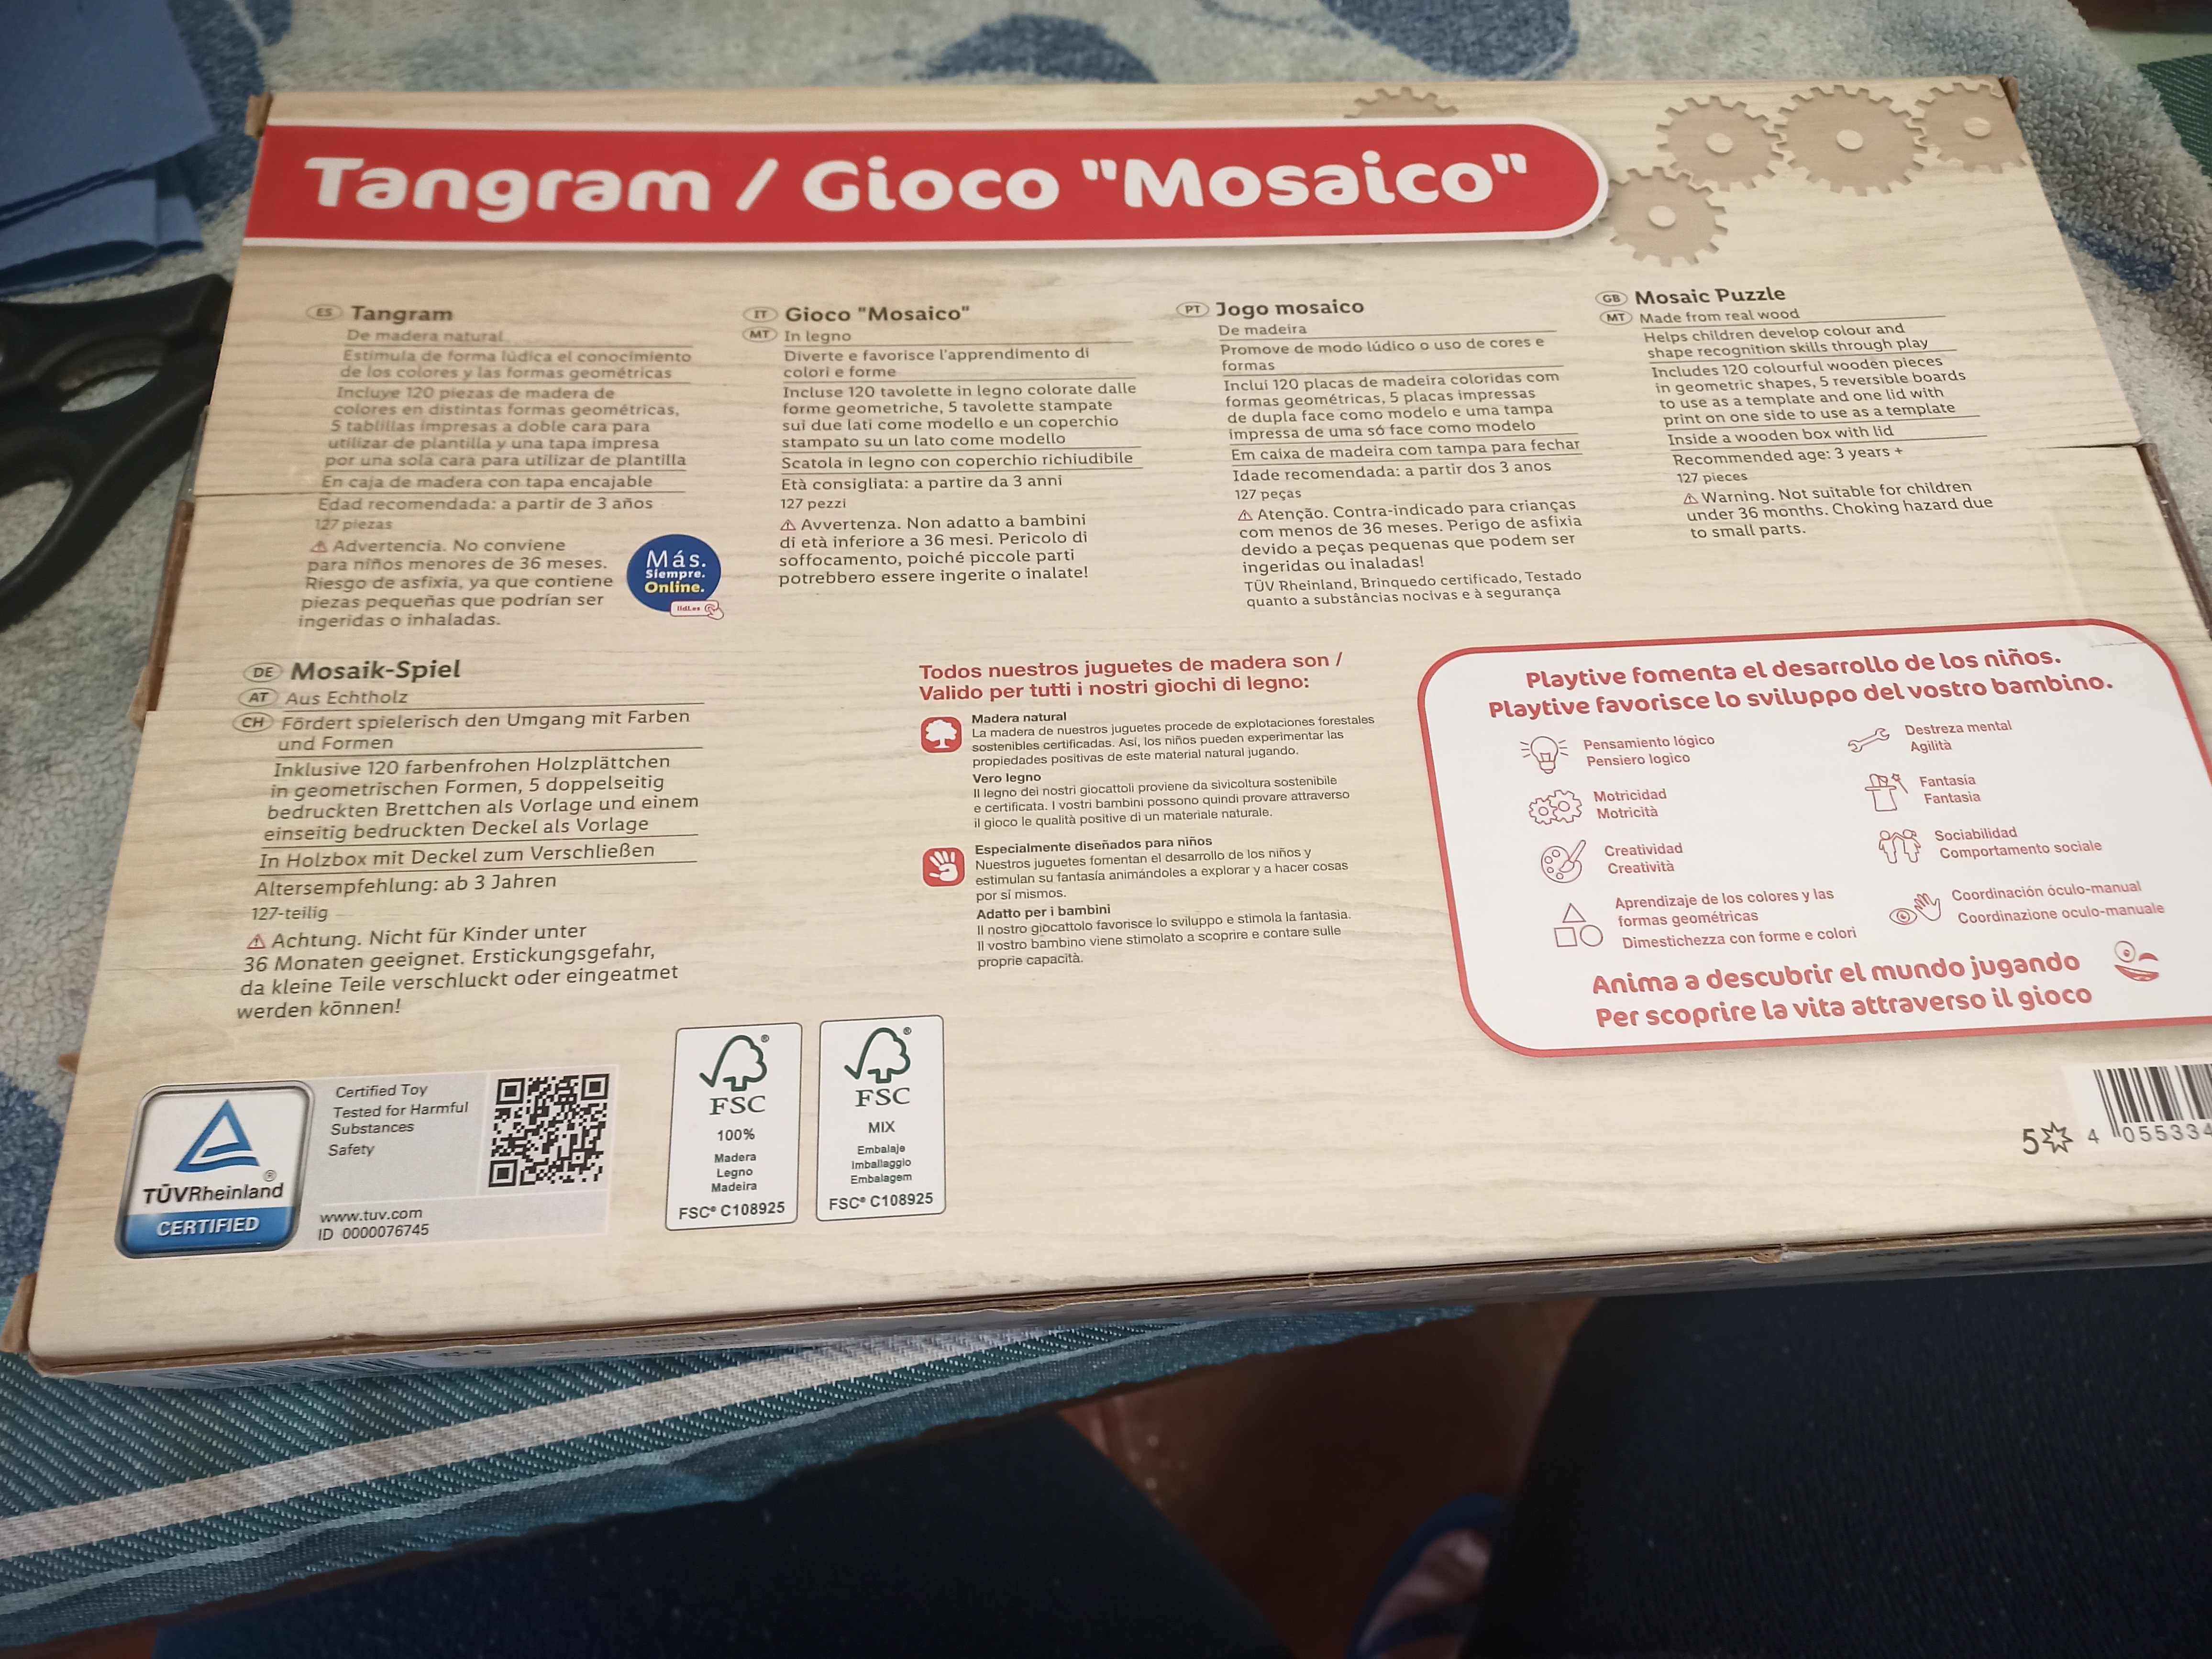 Tangram / Gioco "Mosaico"
ES Tangram
De madera natural
Estimula de forma lúdica el conocimiento
de los colores y las formas geométricas
Incluye 120 piezas de madera de
colores en distintas formas geométricas,
5 tablillas impresas a doble cara para
utilizar de plantilla y una tapa impresa
por una sola cara para utilizar de plantilla
En caja de madera con tapa encajable
Edad recomendada: a partir de 3 años
127 piezas
⚠ Advertencia. No conviene
para niños menores de 36 meses.
Riesgo de asfixia, ya que contiene
piezas pequeñas que podrían ser
ingeridas o inhaladas.
Más.
Siempre.
Online.
lidl.es
IT Gioco "Mosaico"
MT In legno
Diverte e favorisce l'apprendimento di
colori e forme
Incluse 120 tavolette in legno colorate dalle
forme geometriche, 5 tavolette stampate
sui due lati come modello e un coperchio
stampato su un lato come modello
Scatola in legno con coperchio richiudibile
Età consigliata: a partire da 3 anni
127 pezzi
⚠ Avvertenza. Non adatto a bambini
di età inferiore a 36 mesi. Pericolo di
soffocamento, poiché piccole parti
potrebbero essere ingerite o inalate!
PT Jogo mosaico
De madeira
Promove de modo lúdico o uso de cores e
formas
Inclui 120 placas de madeira coloridas com
formas geométricas, 5 placas impressas
de dupla face como modelo e uma tampa
impressa de uma só face como modelo
Em caixa de madeira com tampa para fechar
Idade recomendada: a partir dos 3 anos
127 peças
⚠ Atenção. Contra-indicado para crianças
com menos de 36 meses. Perigo de asfixia
devido a peças pequenas que podem ser
ingeridas ou inaladas!
TÜV Rheinland, Brinquedo certificado, Testado
quanto a substâncias nocivas e à segurança
GB Mosaic Puzzle
MT Made from real wood
Helps children develop colour and
shape recognition skills through play
Includes 120 colourful wooden pieces
in geometric shapes, 5 reversible boards
to use as a template and one lid with
print on one side to use as a template
Inside a wooden box with lid
Recommended age: 3 years +
127 pieces
⚠ Warning. Not suitable for children
under 36 months. Choking hazard due
to small parts.
DE Mosaik-Spiel
AT Aus Echtholz
CH Fördert spielerisch den Umgang mit Farben
und Formen
Inklusive 120 farbenfrohen Holzplättchen
in geometrischen Formen, 5 doppelseitig
bedruckten Brettchen als Vorlage und einem
einseitig bedruckten Deckel als Vorlage
In Holzbox mit Deckel zum Verschließen
Altersempfehlung: ab 3 Jahren
127-teilig
⚠ Achtung. Nicht für Kinder unter
36 Monaten geeignet. Erstickungsgefahr,
da kleine Teile verschluckt oder eingeatmet
werden können!
Todos nuestros juguetes de madera son /
Valido per tutti i nostri giochi di legno:
Madera natural
La madera de nuestros juguetes procede de explotaciones forestales
sostenibles certificadas. Así, los niños pueden experimentar las
propiedades positivas de este material natural jugando.
Vero legno
Il legno dei nostri giocattoli proviene da sivicoltura sostenibile
e certificata. I vostri bambini possono quindi provare attraverso
il gioco le qualità positive di un materiale naturale.
Especialmente diseñados para niños
Nuestros juguetes fomentan el desarrollo de los niños y
estimulan su fantasía animándoles a explorar y a hacer cosas
por sí mismos.
Adatto per i bambini
Il nostro giocattolo favorisce lo sviluppo e stimola la fantasia.
Il vostro bambino viene stimolato a scoprire e contare sulle
proprie capacità.
Playtive fomenta el desarrollo de los niños.
Playtive favorisce lo sviluppo del vostro bambino.
Pensamiento lógico
Pensiero logico
Motricidad
Motricità
Creatividad
Creatività
Aprendizaje de los colores y las
formas geométricas
Dimestichezza con forme e colori
Destreza mental
Agilità
Fantasía
Fantasia
Sociabilidad
Comportamento sociale
Coordinación óculo-manual
Coordinazione oculo-manuale
Anima a descubrir el mundo jugando
Per scoprire la vita attraverso il gioco
TÜVRheinland®
CERTIFIED
Certified Toy
Tested for Harmful
Substances
Safety
www.tuv.com
ID 0000076745
®
FSC
100%
Madera
Legno
Madeira
FSC® C108925
®
FSC
MIX
Embalaje
Imballaggio
Embalagem
FSC® C108925
5
4 055334